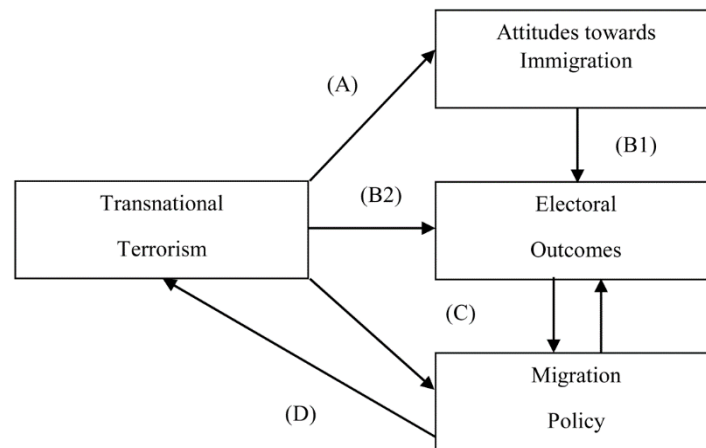 Attitudes towards
Immigration
(A)
(B1)
Transnational
Terrorism
(B2)
Electoral
Outcomes
(C)
Migration
Policy
(D)